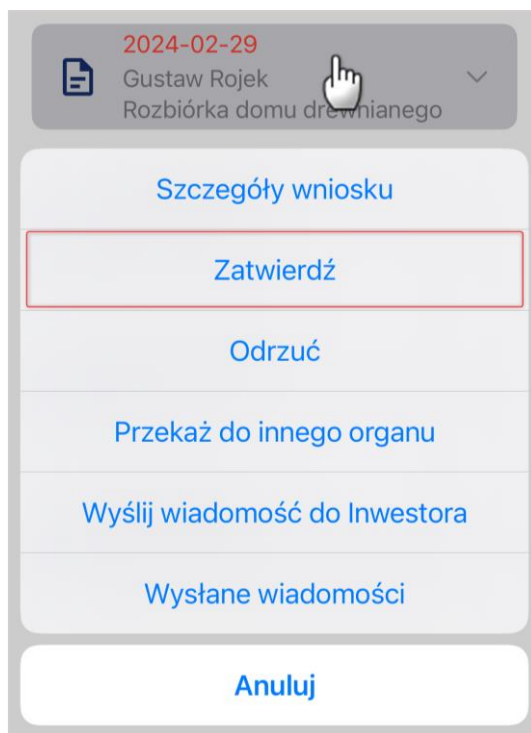 2024-02-29
Gustaw Rojek
Rozbiórka domu drewnianego
Szczegóły wniosku
Zatwierdź
Odrzuć
Przekaż do innego organu
Wyślij wiadomość do Inwestora
Wysłane wiadomości
Anuluj